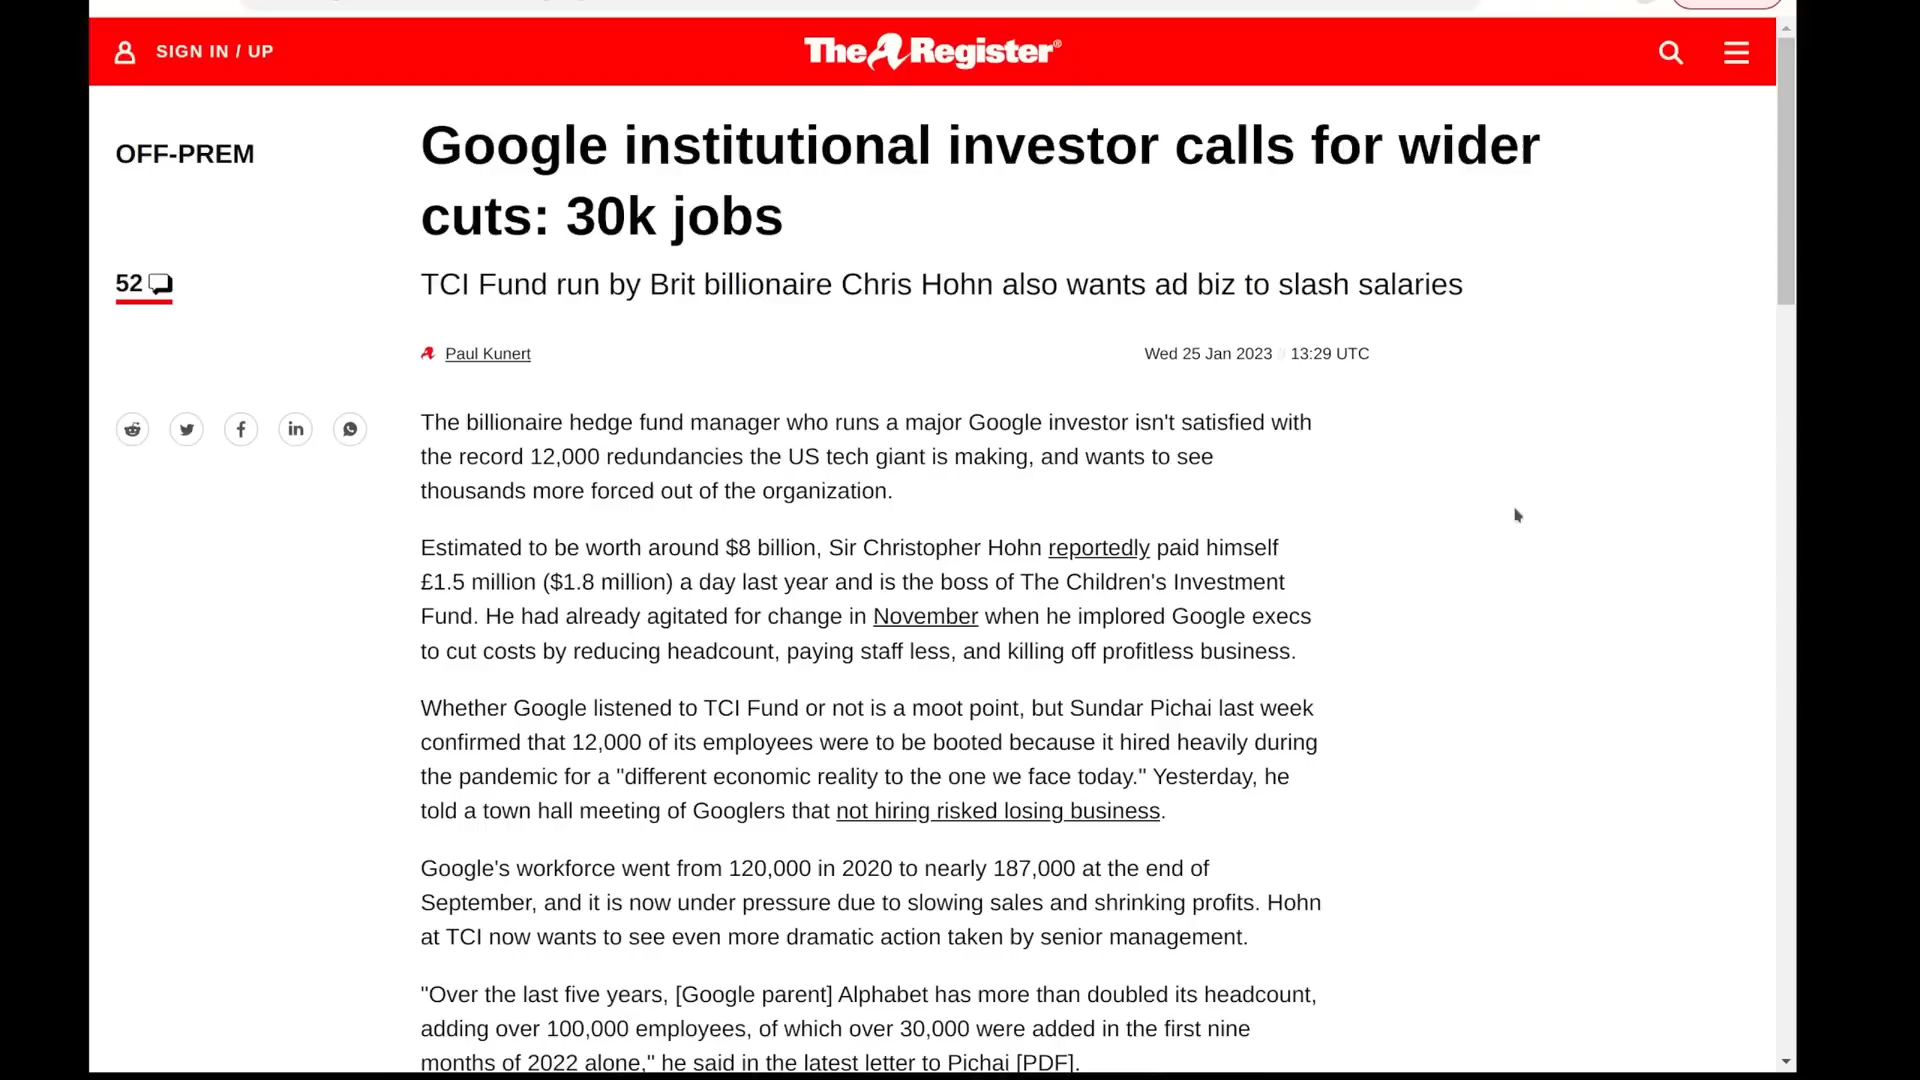 SIGN IN / UP
The Register®
OFF-PREM
Google institutional investor calls for wider
cuts: 30k jobs
52
TCI Fund run by Brit billionaire Chris Hohn also wants ad biz to slash salaries
Paul Kunert
Wed 25 Jan 2023 // 13:29 UTC
The billionaire hedge fund manager who runs a major Google investor isn't satisfied with
the record 12,000 redundancies the US tech giant is making, and wants to see
thousands more forced out of the organization.
Estimated to be worth around $8 billion, Sir Christopher Hohn reportedly paid himself
£1.5 million ($1.8 million) a day last year and is the boss of The Children's Investment
Fund. He had already agitated for change in November when he implored Google execs
to cut costs by reducing headcount, paying staff less, and killing off profitless business.
Whether Google listened to TCI Fund or not is a moot point, but Sundar Pichai last week
confirmed that 12,000 of its employees were to be booted because it hired heavily during
the pandemic for a "different economic reality to the one we face today." Yesterday, he
told a town hall meeting of Googlers that not hiring risked losing business.
Google's workforce went from 120,000 in 2020 to nearly 187,000 at the end of
September, and it is now under pressure due to slowing sales and shrinking profits. Hohn
at TCI now wants to see even more dramatic action taken by senior management.
"Over the last five years, [Google parent] Alphabet has more than doubled its headcount,
adding over 100,000 employees, of which over 30,000 were added in the first nine
months of 2022 alone," he said in the latest letter to Pichai [PDF].